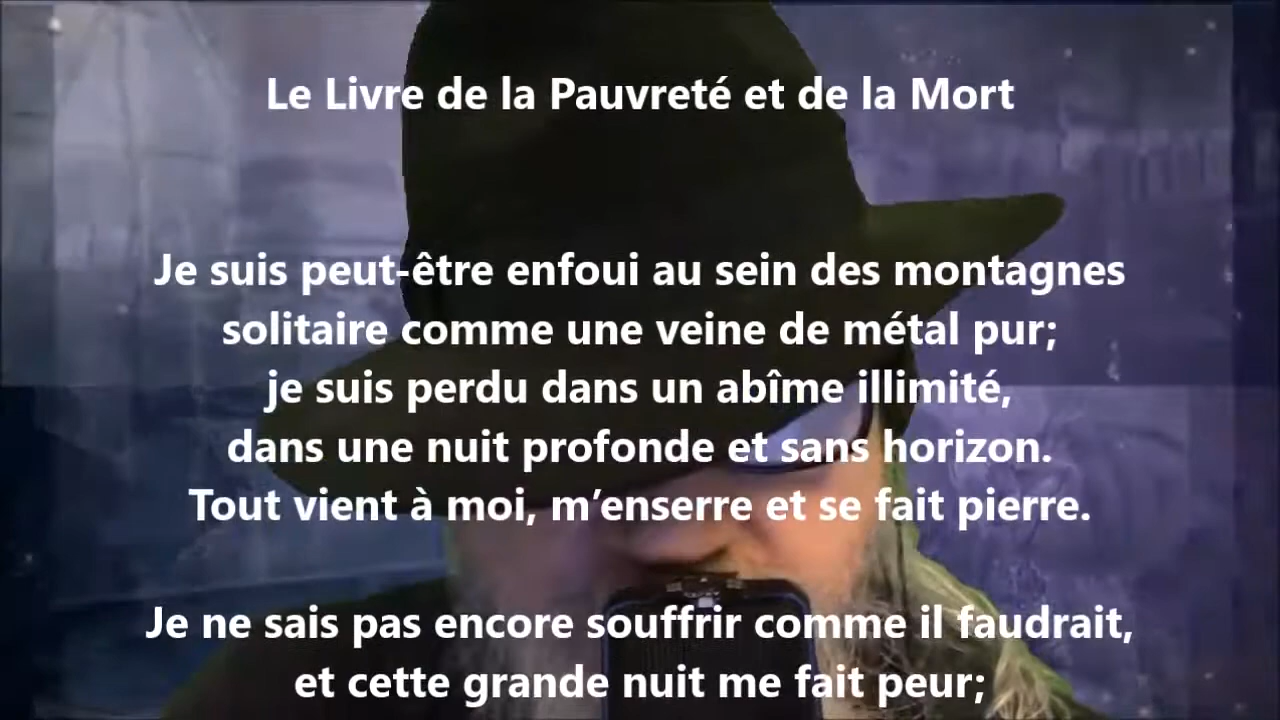 Le Livre de la Pauvreté et de la Mort
Je suis peut-être enfoui au sein des montagnes
solitaire comme une veine de métal pur;
je suis perdu dans un abîme illimité,
dans une nuit profonde et sans horizon.
Tout vient à moi, m’enserre et se fait pierre.
Je ne sais pas encore souffrir comme il faudrait,
et cette grande nuit me fait peur;